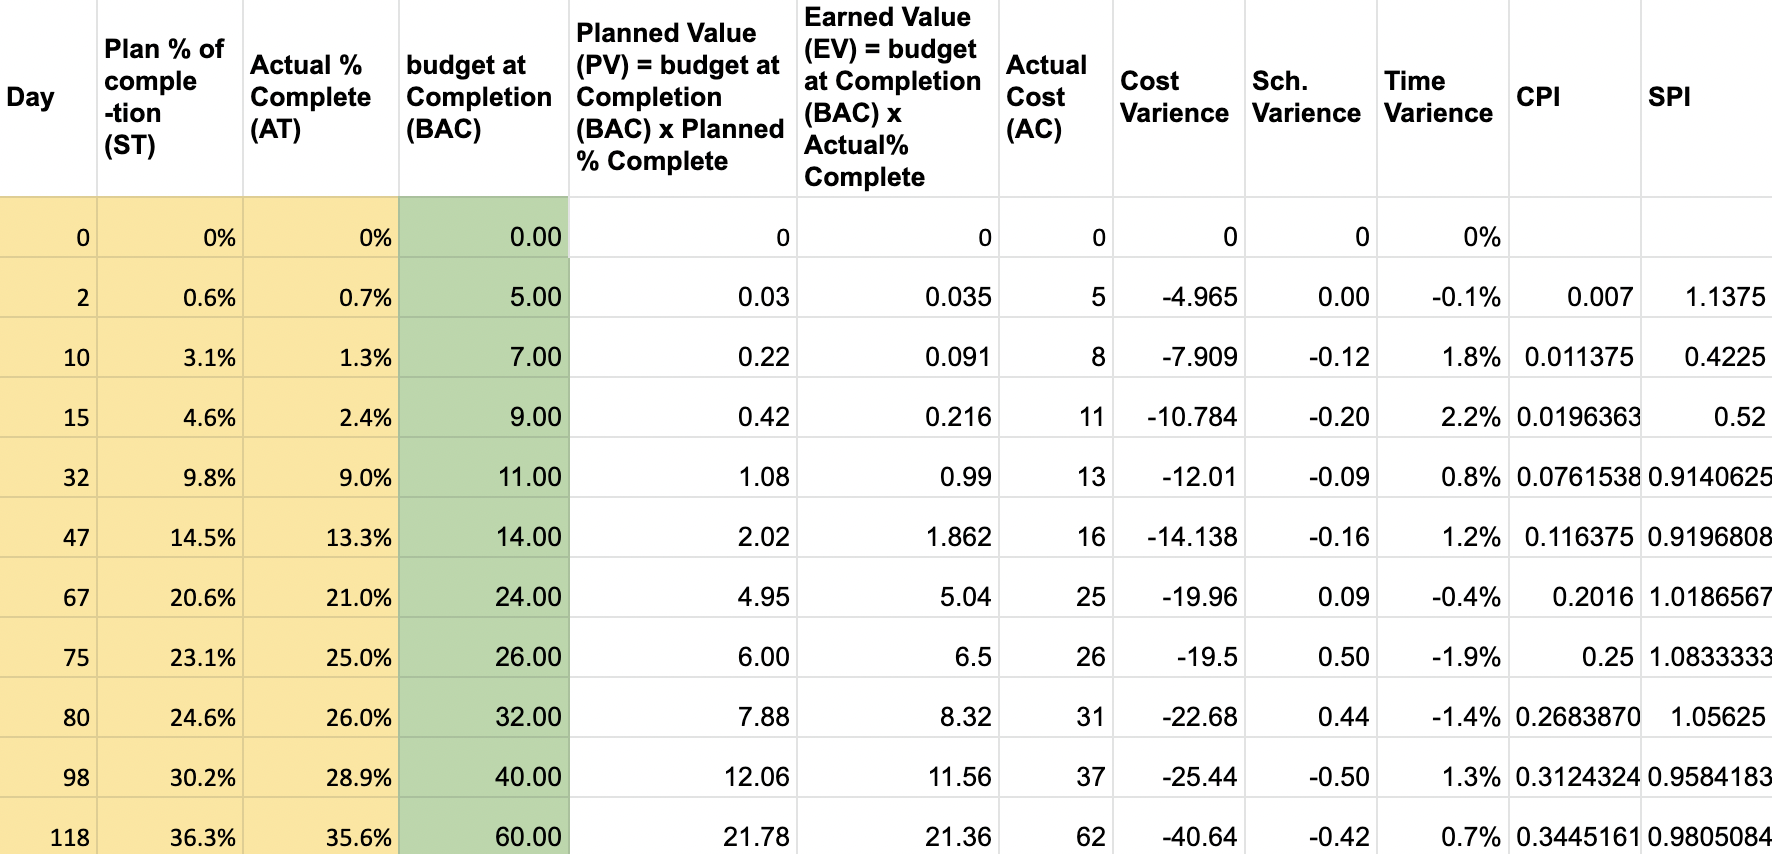 Day Plan % of comple -tion (ST) Actual % Complete (AT) budget at Completion (BAC) Planned Value (PV) = budget at Completion (BAC) x Planned % Complete Earned Value (EV) = budget at Completion (BAC) x Actual% Complete Actual Cost (AC) Cost Varience Sch. Varience Time Varience CPI SPI
0 0% 0% 0.00 0 0 0 0 0 0%
2 0.6% 0.7% 5.00 0.03 0.035 5 -4.965 0.00 -0.1% 0.007 1.1375
10 3.1% 1.3% 7.00 0.22 0.091 8 -7.909 -0.12 1.8% 0.011375 0.4225
15 4.6% 2.4% 9.00 0.42 0.216 11 -10.784 -0.20 2.2% 0.0196363 0.52
32 9.8% 9.0% 11.00 1.08 0.99 13 -12.01 -0.09 0.8% 0.0761538 0.9140625
47 14.5% 13.3% 14.00 2.02 1.862 16 -14.138 -0.16 1.2% 0.116375 0.9196808
67 20.6% 21.0% 24.00 4.95 5.04 25 -19.96 0.09 -0.4% 0.2016 1.0186567
75 23.1% 25.0% 26.00 6.00 6.5 26 -19.5 0.50 -1.9% 0.25 1.0833333
80 24.6% 26.0% 32.00 7.88 8.32 31 -22.68 0.44 -1.4% 0.2683870 1.05625
98 30.2% 28.9% 40.00 12.06 11.56 37 -25.44 -0.50 1.3% 0.3124324 0.9584183
118 36.3% 35.6% 60.00 21.78 21.36 62 -40.64 -0.42 0.7% 0.3445161 0.9805084